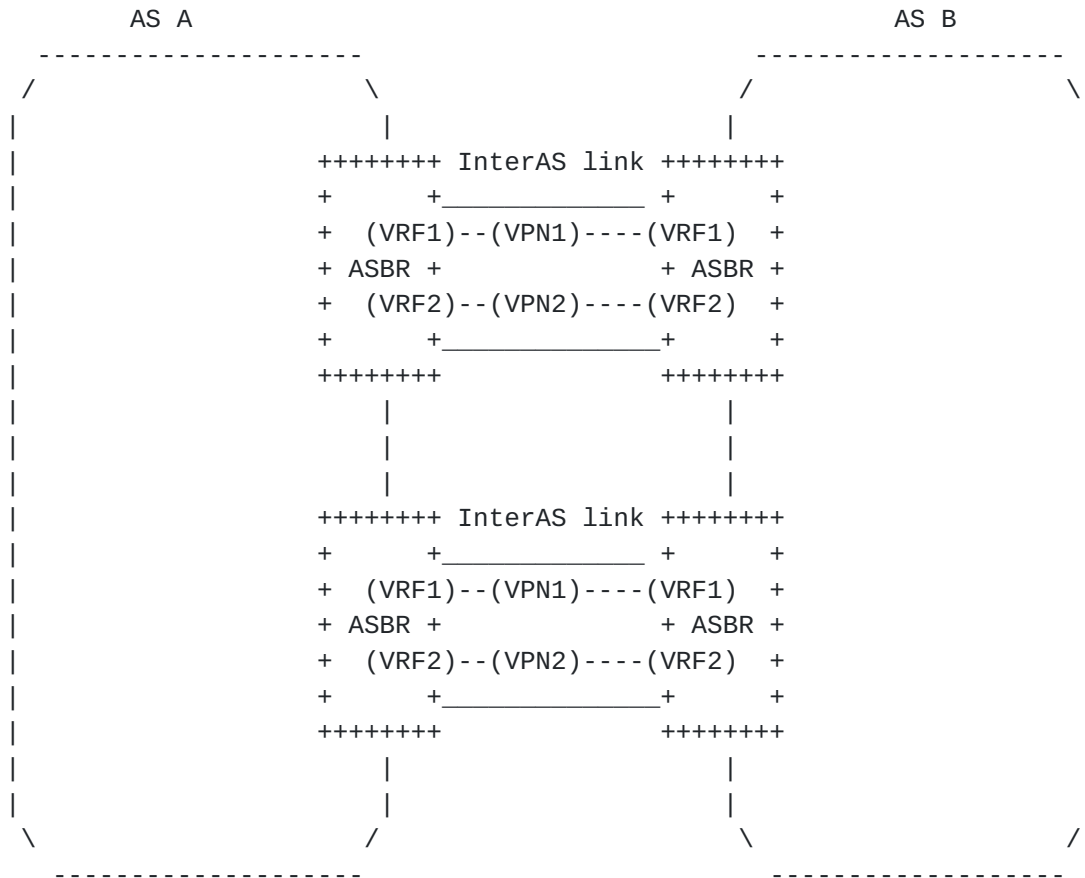 AS A AS B
InterAS link
(VRF1)--(VPN1)----(VRF1)
ASBR ASBR
(VRF2)--(VPN2)----(VRF2)
InterAS link
(VRF1)--(VPN1)----(VRF1)
ASBR ASBR
(VRF2)--(VPN2)----(VRF2)